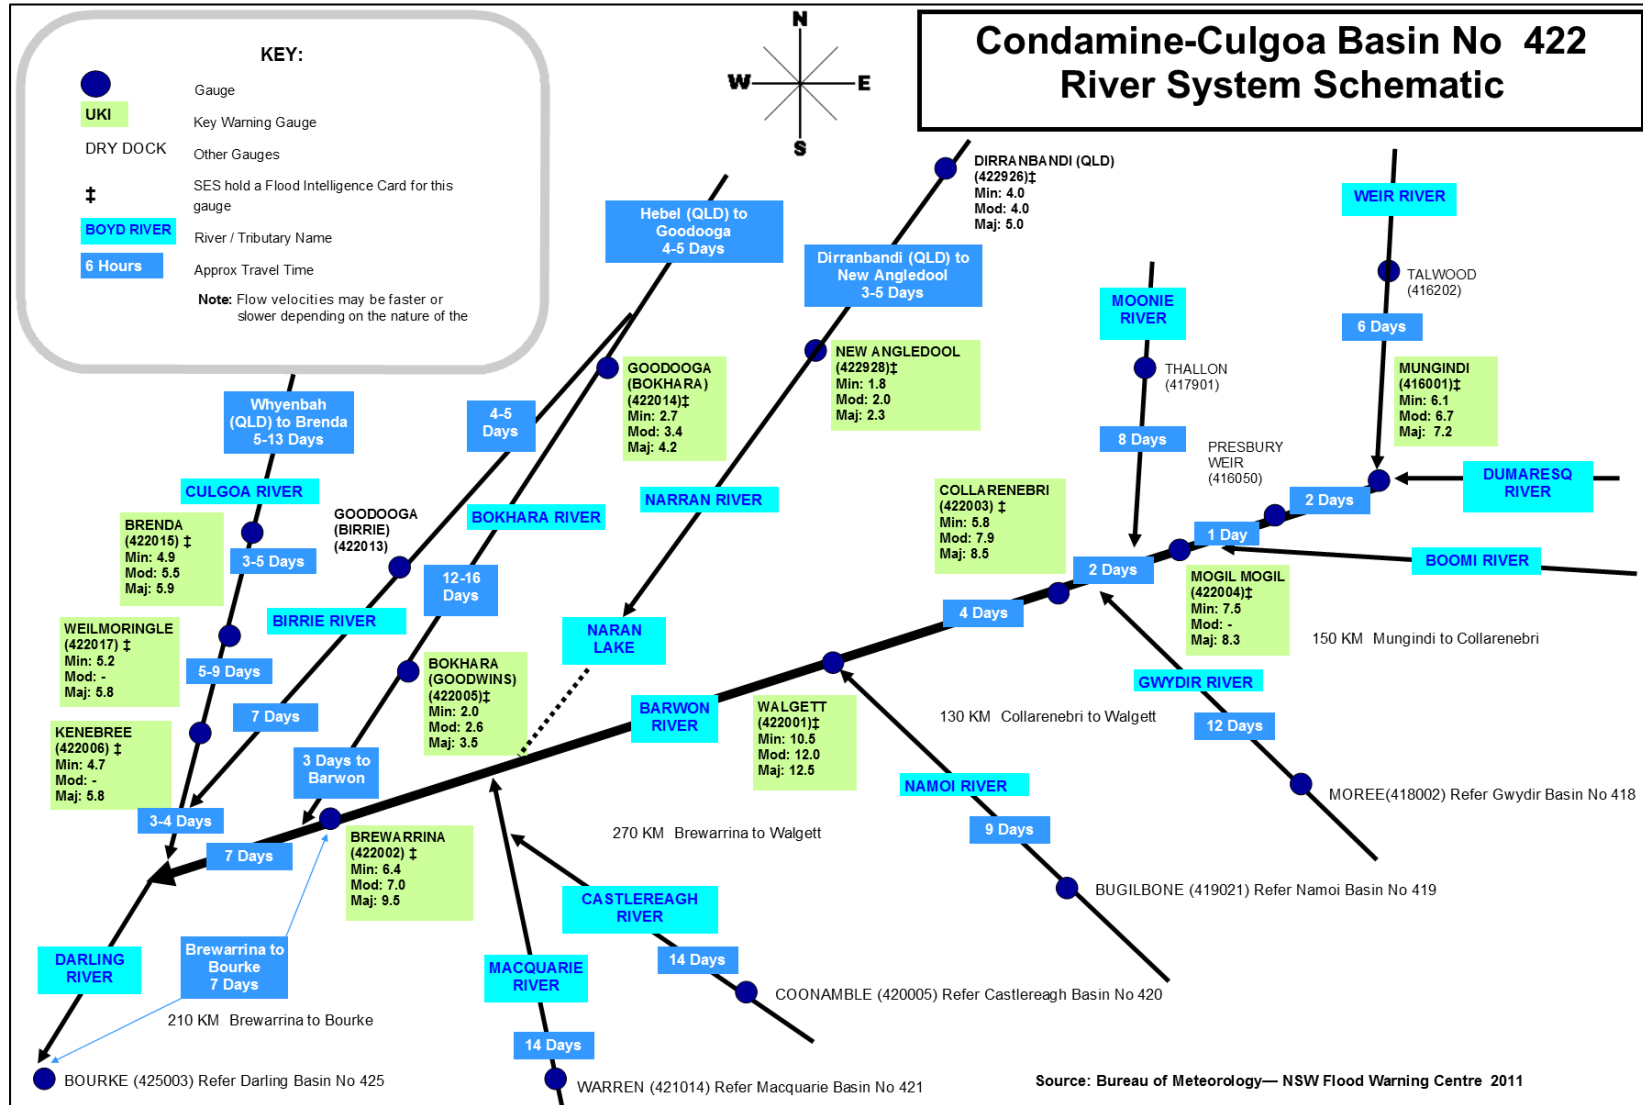 Condamine-Culgoa Basin No 422
River System Schematic
N
W
E
S
KEY:
Gauge
UKI
Key Warning Gauge
DRY DOCK
Other Gauges
‡
SES hold a Flood Intelligence Card for this
gauge
BOYD RIVER
River / Tributary Name
6 Hours
Approx Travel Time
Note: Flow velocities may be faster or
slower depending on the nature of the
Hebel (QLD) to
Goodooga
4-5 Days
DIRRANBANDI (QLD)
(422926)‡
Min: 4.0
Mod: 4.0
Maj: 5.0
Dirranbandi (QLD) to
New Angledool
3-5 Days
WEIR RIVER
TALWOOD
(416202)
6 Days
MOONIE
RIVER
THALLON
(417901)
8 Days
MUNGINDI
(416001)‡
Min: 6.1
Mod: 6.7
Maj: 7.2
NEW ANGLEDOOL
(422928)‡
Min: 1.8
Mod: 2.0
Maj: 2.3
GOODOOGA
(BOKHARA)
(422014)‡
Min: 2.7
Mod: 3.4
Maj: 4.2
Whyenbah
(QLD) to Brenda
5-13 Days
4-5
Days
PRESBURY
WEIR
(416050)
DUMARESQ
RIVER
2 Days
CULGOA RIVER
NARRAN RIVER
BOKHARA RIVER
GOODOOGA
(BIRRIE)
(422013)
COLLARENEBRI
(422003) ‡
Min: 5.8
Mod: 7.9
Maj: 8.5
1 Day
BOOMI RIVER
BRENDA
(422015) ‡
Min: 4.9
Mod: 5.5
Maj: 5.9
3-5 Days
12-16
Days
2 Days
MOGIL MOGIL
(422004)‡
Min: 7.5
Mod: -
Maj: 8.3
4 Days
BIRRIE RIVER
NARAN
LAKE
150 KM Mungindi to Collarenebri
WEILMORINGLE
(422017) ‡
Min: 5.2
Mod: -
Maj: 5.8
5-9 Days
BOKHARA
(GOODWINS)
(422005)‡
Min: 2.0
Mod: 2.6
Maj: 3.5
GWYDIR RIVER
12 Days
7 Days
BARWON
RIVER
WALGETT
(422001)‡
Min: 10.5
Mod: 12.0
Maj: 12.5
130 KM Collarenebri to Walgett
KENEBREE
(422006) ‡
Min: 4.7
Mod: -
Maj: 5.8
3 Days to
Barwon
NAMOI RIVER
MOREE(418002) Refer Gwydir Basin No 418
3-4 Days
7 Days
BREWARRINA
(422002) ‡
Min: 6.4
Mod: 7.0
Maj: 9.5
270 KM Brewarrina to Walgett
9 Days
BUGILBONE (419021) Refer Namoi Basin No 419
CASTLEREAGH
RIVER
DARLING
RIVER
Brewarrina to
Bourke
7 Days
MACQUARIE
RIVER
14 Days
COONAMBLE (420005) Refer Castlereagh Basin No 420
210 KM Brewarrina to Bourke
14 Days
BOURKE (425003) Refer Darling Basin No 425
WARREN (421014) Refer Macquarie Basin No 421
Source: Bureau of Meteorology— NSW Flood Warning Centre 2011